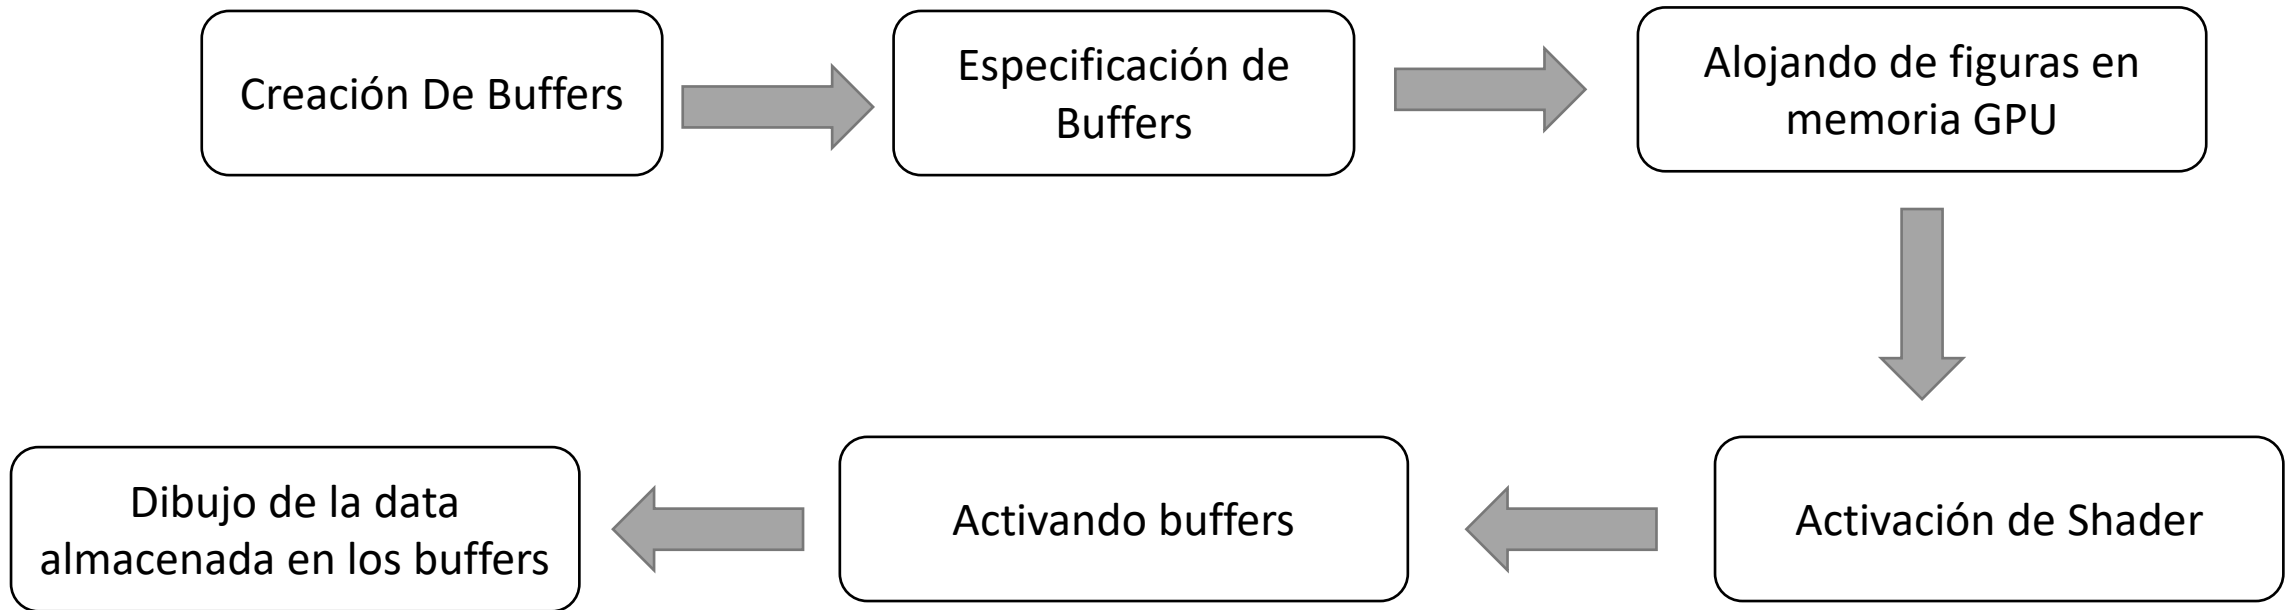 Creación De Buffers
Especificación de
Buffers
Alojando de figuras en
memoria GPU
Activación de Shader
Activando buffers
Dibujo de la data
almacenada en los buffers